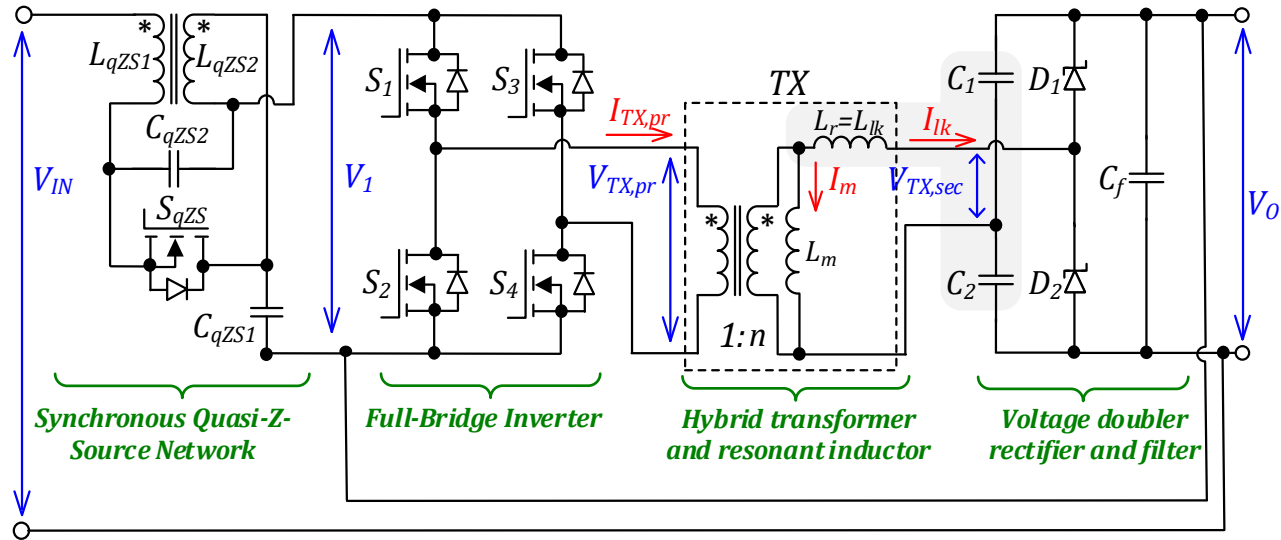 *
*
L_qZS1
L_qZS2
C_qZS2
S_qZS
C_qZS1
V_IN
V_1
S_1
S_3
S_2
S_4
I_TX,pr
V_TX,pr
TX
L_r=L_lk
I_lk
I_m
V_TX,sec
*
*
L_m
1:n
C_1
D_1
C_2
D_2
C_f
V_O
Synchronous Quasi-Z-
Source Network
Full-Bridge Inverter
Hybrid transformer
and resonant inductor
Voltage doubler
rectifier and filter